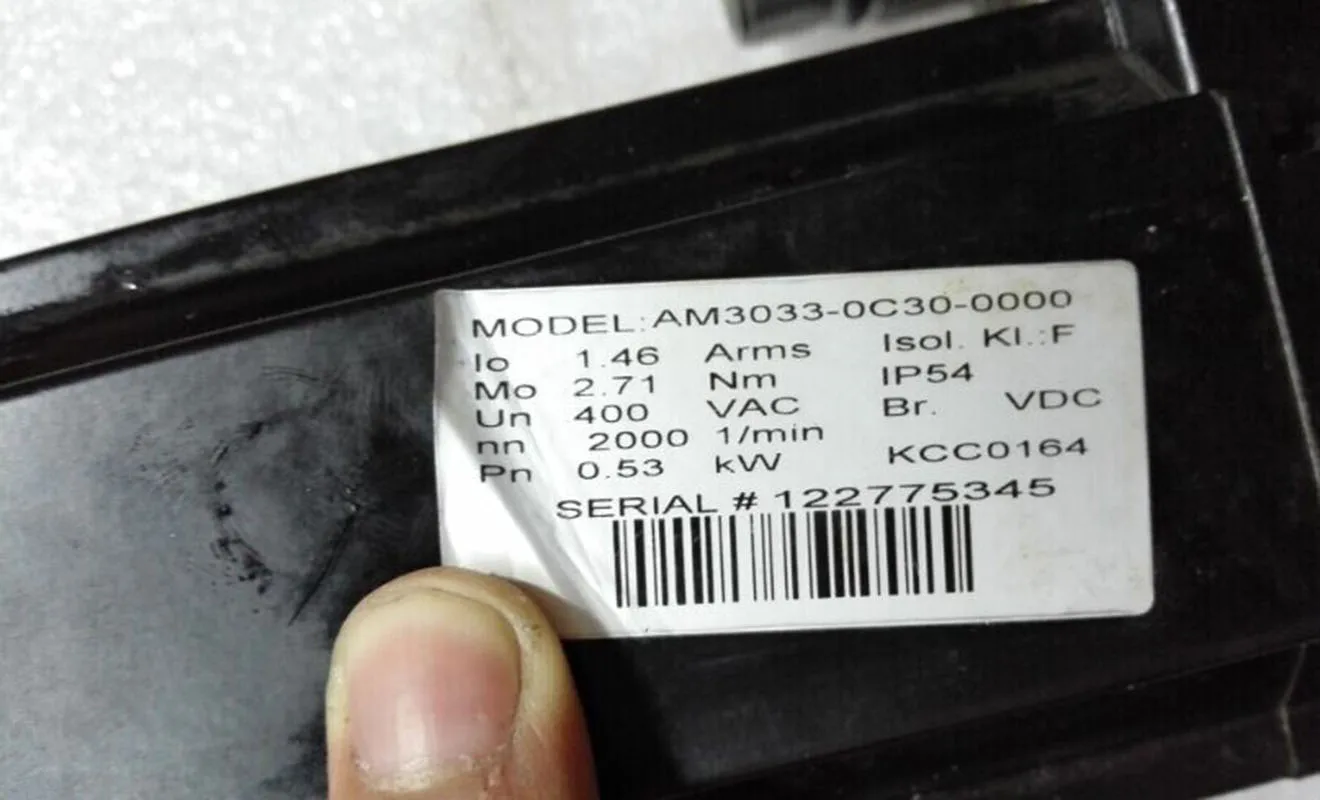 MODEL:AM3033-0C30-0000
Io 1.46 Arms Isol. Kl.:F
Mo 2.71 Nm IP54
Un 400 VAC Br. VDC
nn 2000 1/min
Pn 0.53 kW KCC0164
SERIAL # 122775345